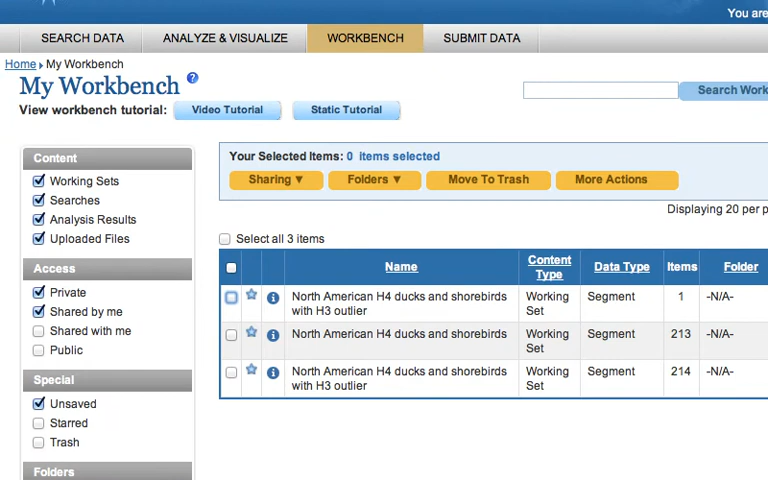 You are
SEARCH DATA
ANALYZE & VISUALIZE
WORKBENCH
SUBMIT DATA
Home ▸ My Workbench
My Workbench ?
View workbench tutorial:
Video Tutorial
Static Tutorial
Search Work
Content
Working Sets
Searches
Analysis Results
Uploaded Files
Access
Private
Shared by me
Shared with me
Public
Special
Unsaved
Starred
Trash
Folders
Your Selected Items: 0 items selected
Sharing ▼
Folders ▼
Move To Trash
More Actions
Displaying 20 per p
Select all 3 items
Name
Content Type
Data Type
Items
Folder
North American H4 ducks and shorebirds
with H3 outlier
Working
Set
Segment
1
-N/A-
North American H4 ducks and shorebirds
Working
Set
Segment
213
-N/A-
North American H4 ducks and shorebirds
with H3 outlier
Working
Set
Segment
214
-N/A-